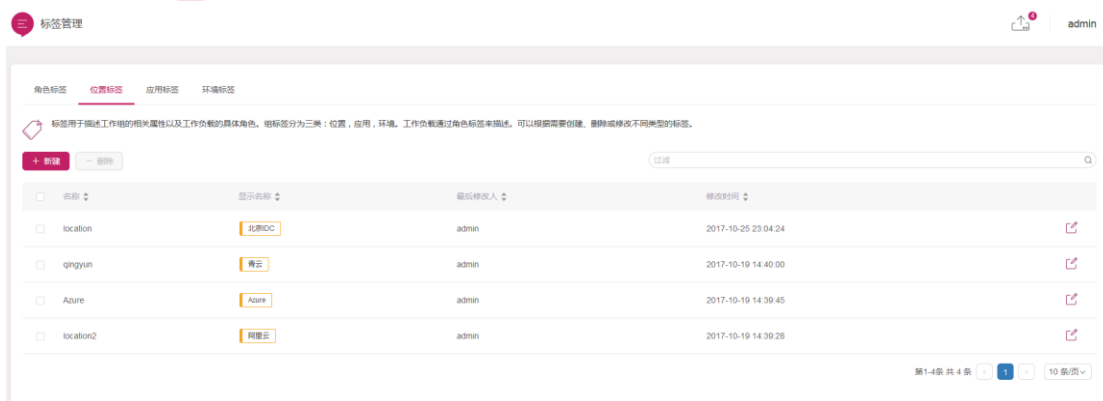 标签管理
4
admin
角色标签 位置标签 应用标签 环境标签
标签用于描述工作组的相关属性以及工作负载的具体角色。组标签分为三类：位置，应用，环境。工作负载通过角色标签来描述。可以根据需要创建、删除或修改不同类型的标签。
+ 新建 - 删除 过滤
名称 显示名称 最后修改人 修改时间
location 北京IDC admin 2017-10-25 23:04:24
qingyun 青云 admin 2017-10-19 14:40:00
Azure Azure admin 2017-10-19 14:39:45
location2 阿里云 admin 2017-10-19 14:39:28
第1-4条 共 4 条 ‹ 1 › 10 条/页